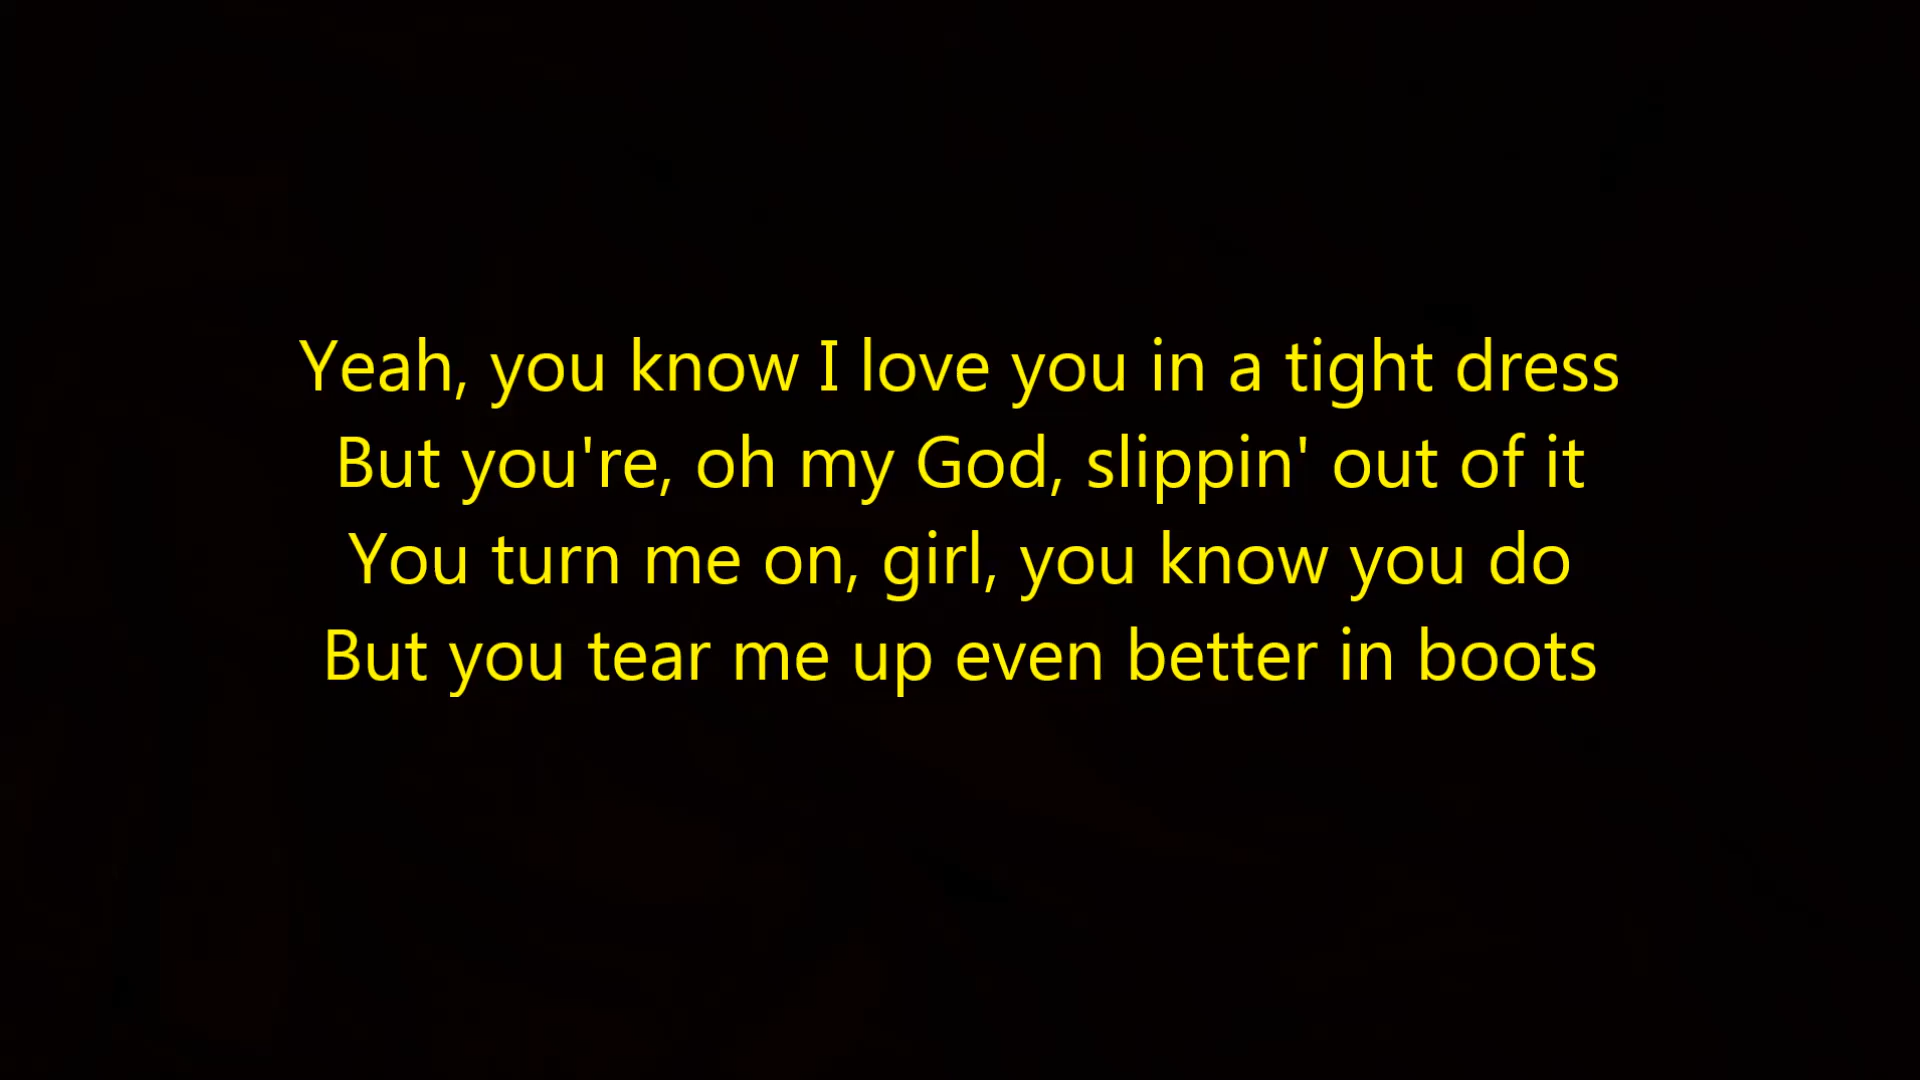 Yeah, you know I love you in a tight dress
But you're, oh my God, slippin' out of it
You turn me on, girl, you know you do
But you tear me up even better in boots